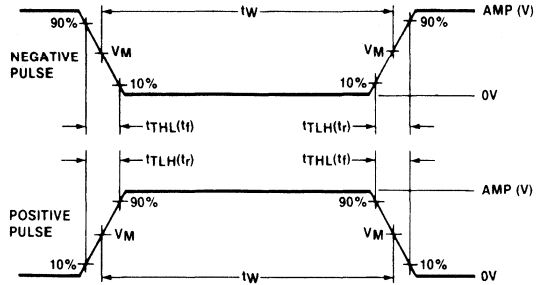 90% tW 90% AMP (V)
NEGATIVE PULSE VM VM
10% 10% 0V
tTHL(tf) tTLH(tr)
tTLH(tr) tTHL(tf)
AMP (V)
POSITIVE PULSE 90% 90%
VM VM
10% tW 10% 0V